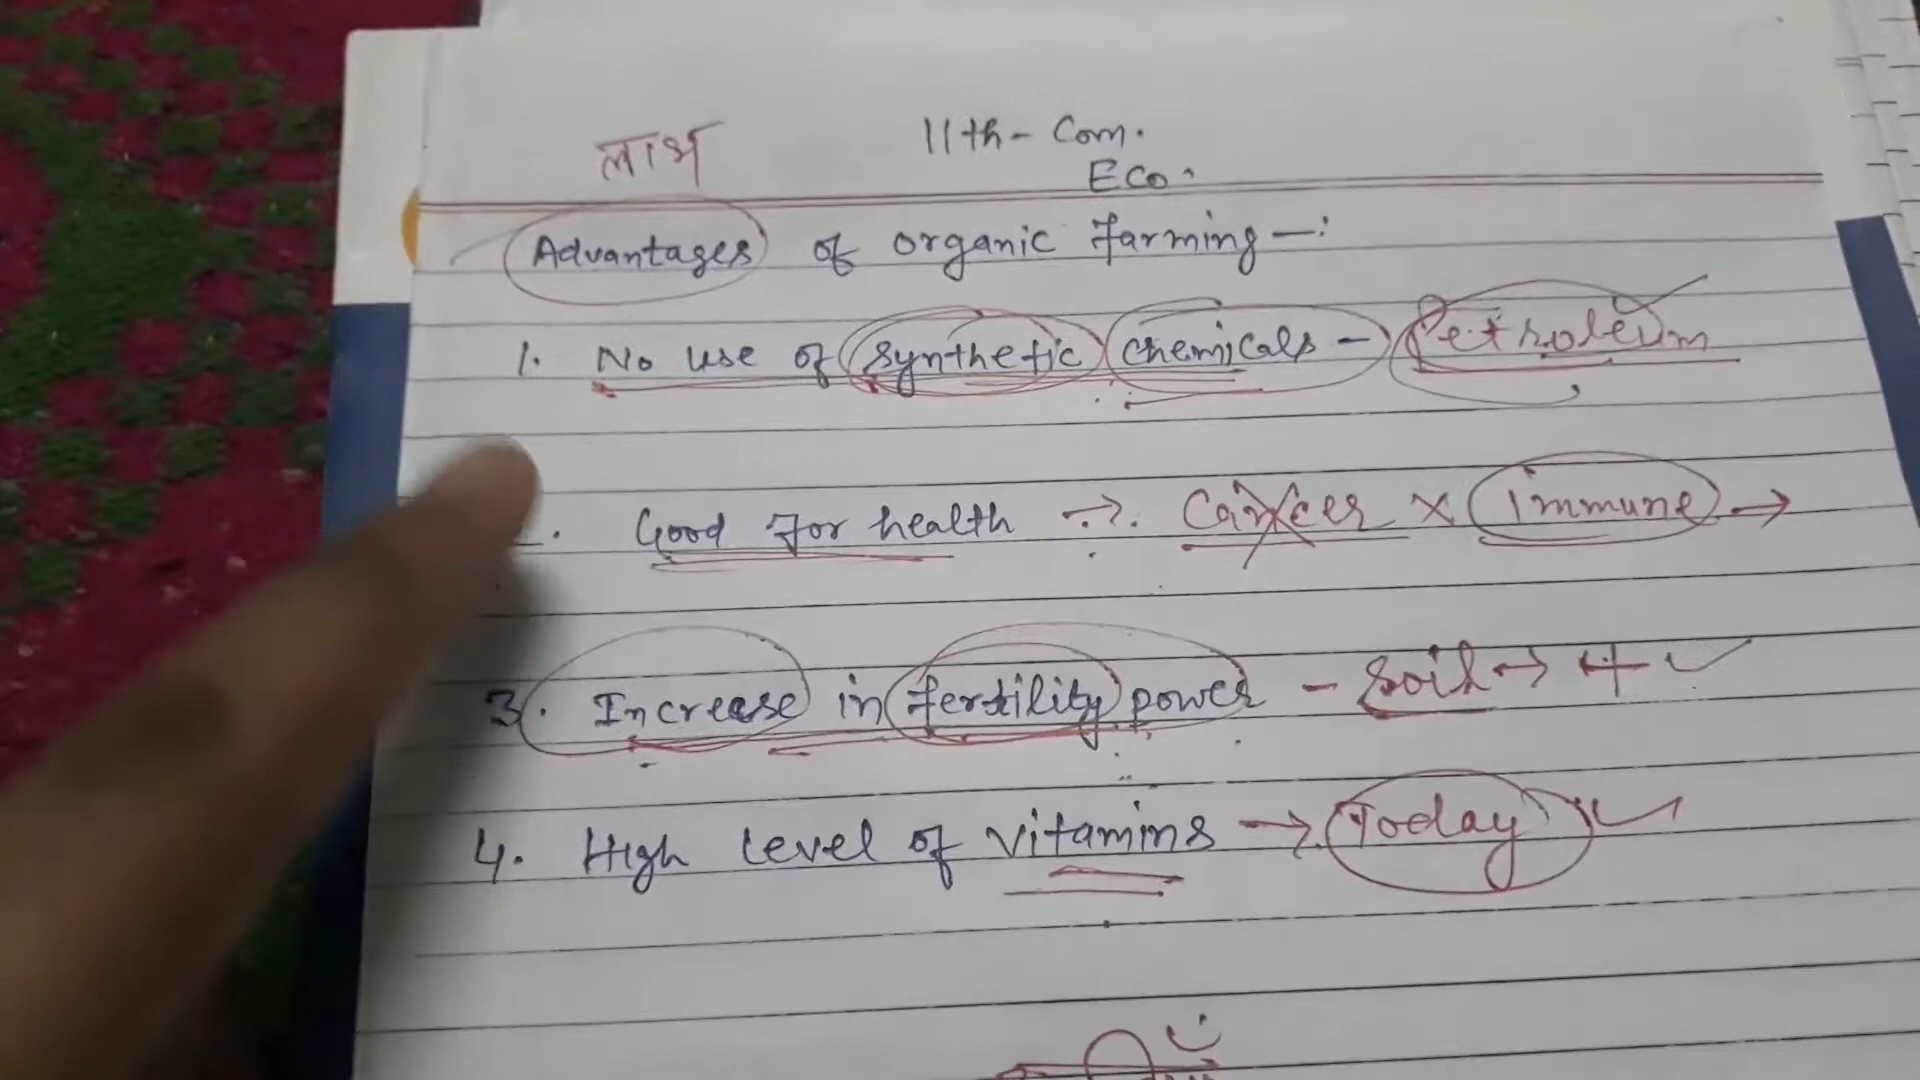 लाभ 11th - Com.
Eco.
Advantages of organic farming —:
1. No use of synthetic chemicals - Petroleum
. Good for health → Cancer × Immune →
3. Increase in fertility power - Soil → +
4. High level of vitamins → Today